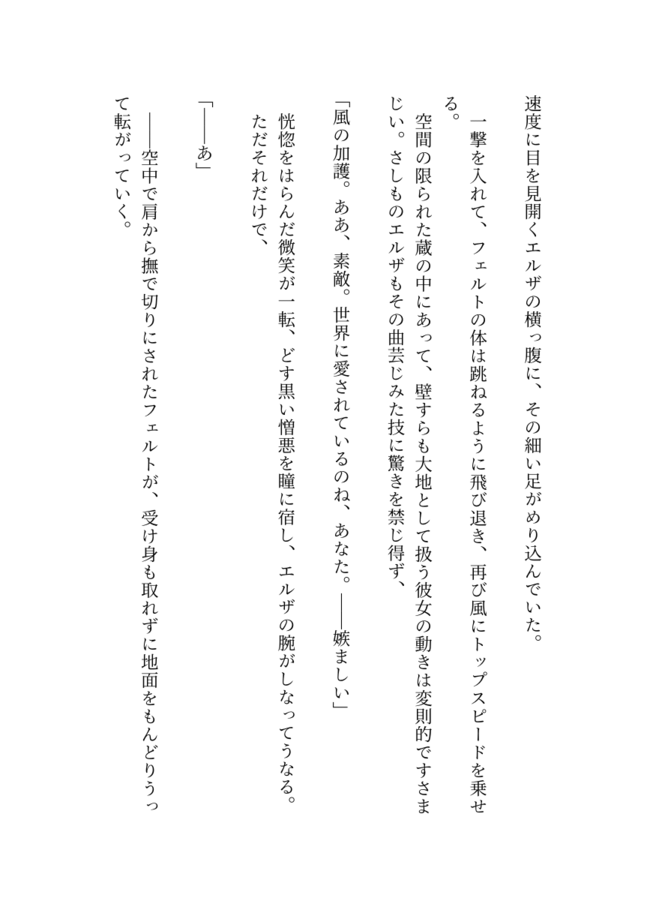 速度に目を見開くエルザの横っ腹に、その細い足がめり込んでいた。
一撃を入れて、フェルトの体は跳ねるように飛び退き、再び風にトップスピードを乗せ
る。
空間の限られた蔵の中にあって、壁すらも大地として扱う彼女の動きは変則的ですさま
じい。さしものエルザもその曲芸じみた技に驚きを禁じ得ず、
「風の加護。ああ、素敵。世界に愛されているのね、あなた。――嫉ましい」
恍惚をはらんだ微笑が一転、どす黒い憎悪を瞳に宿し、エルザの腕がしなってうなる。
ただそれだけで、
「――あ」
――空中で肩から撫で切りにされたフェルトが、受け身も取れずに地面をもんどりうっ
て転がっていく。